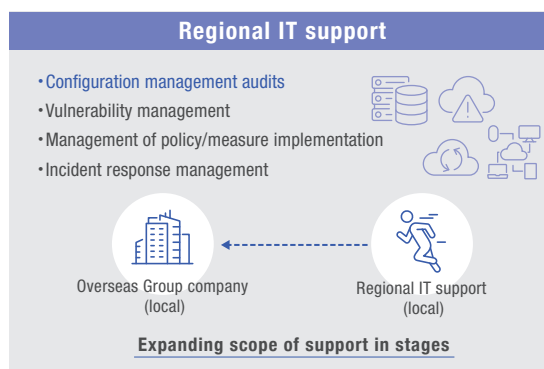 Regional IT support
•Configuration management audits
•Vulnerability management
•Management of policy/measure implementation
•Incident response management
Overseas Group company
(local)
Regional IT support
(local)
Expanding scope of support in stages